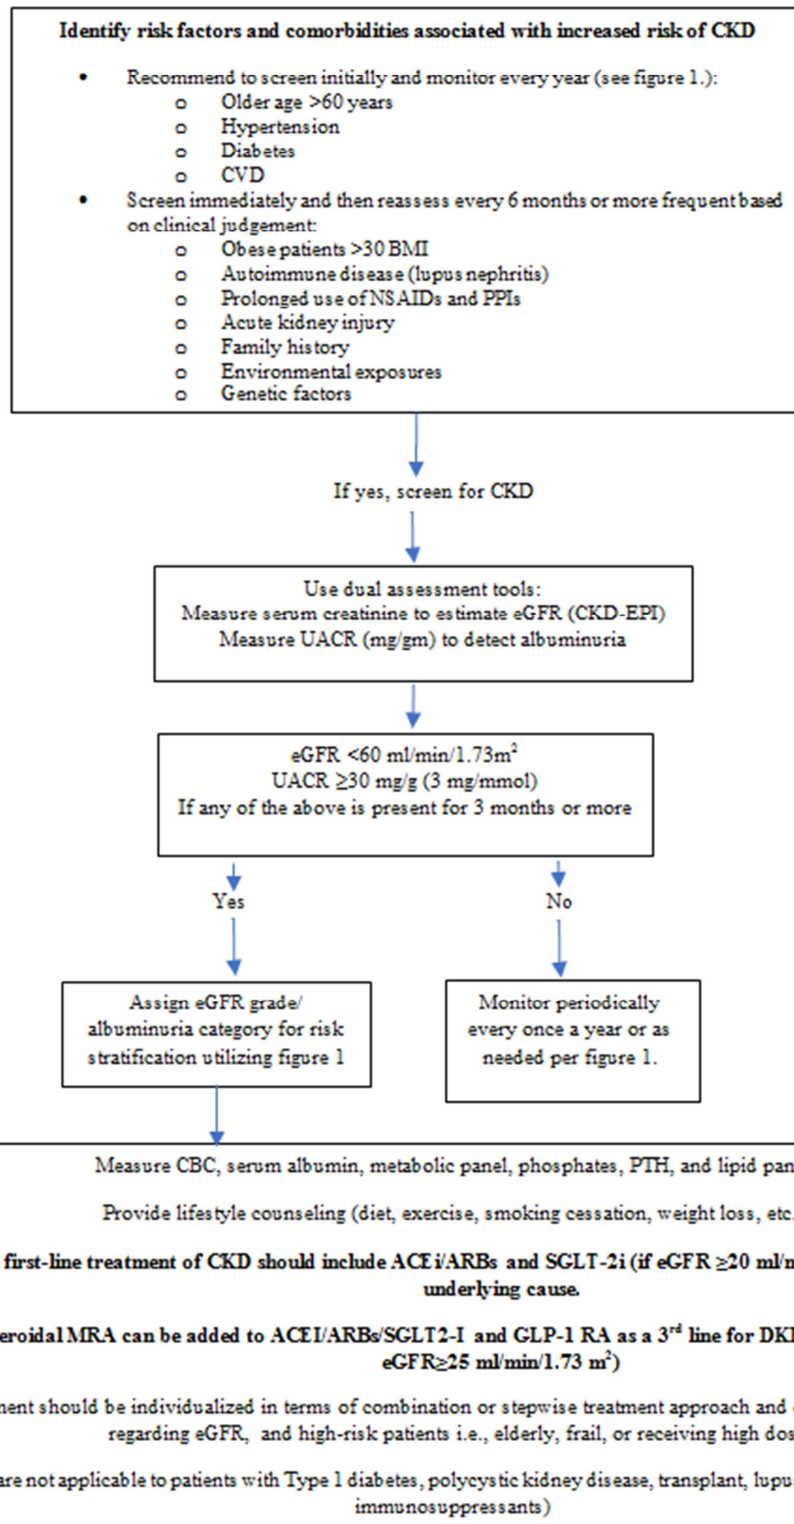 Identify risk factors and comorbidities associated with increased risk of CKD
• Recommend to screen initially and monitor every year (see figure 1.):
o Older age >60 years
o Hypertension
o Diabetes
o CVD
• Screen immediately and then reassess every 6 months or more frequent based
on clinical judgement:
o Obese patients >30 BMI
o Autoimmune disease (lupus nephritis)
o Prolonged use of NSAIDs and PPIs
o Acute kidney injury
o Family history
o Environmental exposures
o Genetic factors
If yes, screen for CKD
Use dual assessment tools:
Measure serum creatinine to estimate eGFR (CKD-EPI)
Measure UACR (mg/gm) to detect albuminuria
eGFR <60 ml/min/1.73m²
UACR ≥30 mg/g (3 mg/mmol)
If any of the above is present for 3 months or more
Yes
No
Assign eGFR grade/
albuminuria category for risk
stratification utilizing figure 1
Monitor periodically
every once a year or as
needed per figure 1.
Measure CBC, serum albumin, metabolic panel, phosphates, PTH, and lipid pan
Provide lifestyle counseling (diet, exercise, smoking cessation, weight loss, etc.
first-line treatment of CKD should include ACEi/ARBs and SGLT-2i (if eGFR ≥20 ml/m
underlying cause.
eroidal MRA can be added to ACEI/ARBs/SGLT2-I and GLP-1 RA as a 3rd line for DKI
eGFR≥25 ml/min/1.73 m²)
ment should be individualized in terms of combination or stepwise treatment approach and
regarding eGFR, and high-risk patients i.e., elderly, frail, or receiving high dos
are not applicable to patients with Type 1 diabetes, polycystic kidney disease, transplant, lupu
immunosuppressants)